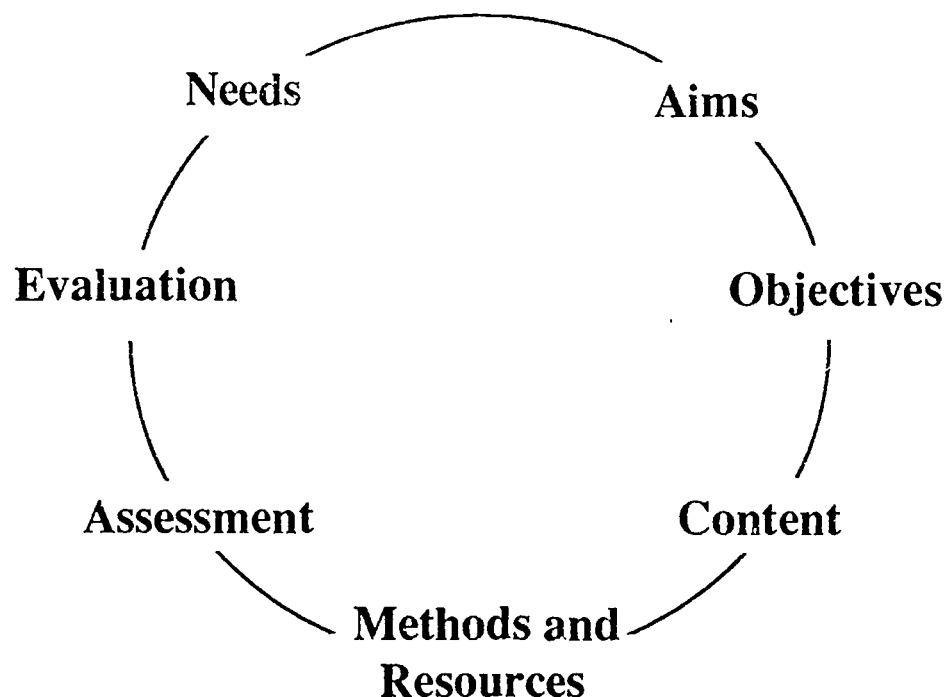 Needs
Aims
Evaluation
Objectives
Assessment
Content
Methods and
Resources